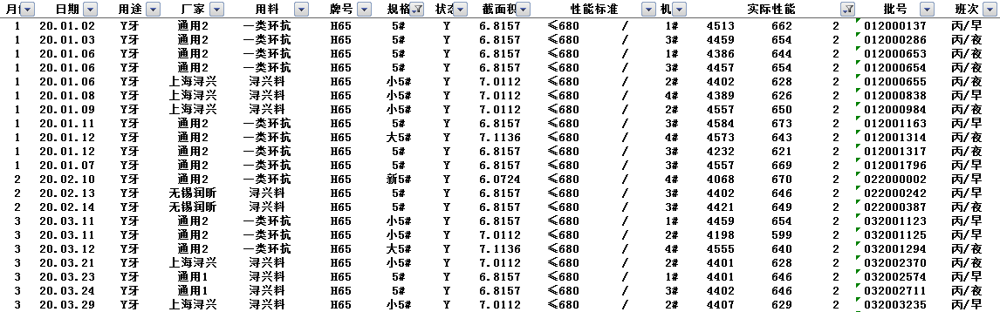 月 日期 用途 厂家 用料 牌号 规格 状态 截面积 性能标准 机 实际性能 批号 班次
1 20.01.02 Y牙 通用2 一类环抗 H65 5# Y 6.8157 ≤680 / 1# 4513 662 2 012000137 丙/早
1 20.01.03 Y牙 通用2 一类环抗 H65 5# Y 6.8157 ≤680 / 3# 4459 654 2 012000286 丙/夜
1 20.01.06 Y牙 通用2 一类环抗 H65 5# Y 6.8157 ≤680 / 1# 4386 644 2 012000653 丙/夜
1 20.01.06 Y牙 通用2 一类环抗 H65 5# Y 6.8157 ≤680 / 3# 4457 654 2 012000654 丙/夜
1 20.01.06 Y牙 上海浔兴 浔兴料 H65 小5# Y 7.0112 ≤680 / 2# 4402 628 2 012000655 丙/夜
1 20.01.08 Y牙 上海浔兴 浔兴料 H65 小5# Y 7.0112 ≤680 / 4# 4389 626 2 012000838 丙/早
1 20.01.09 Y牙 上海浔兴 浔兴料 H65 小5# Y 7.0112 ≤680 / 2# 4557 650 2 012000984 丙/夜
1 20.01.11 Y牙 通用2 一类环抗 H65 5# Y 6.8157 ≤680 / 3# 4584 673 2 012001163 丙/早
1 20.01.12 Y牙 通用2 一类环抗 H65 大5# Y 7.1136 ≤680 / 4# 4573 643 2 012001314 丙/夜
1 20.01.12 Y牙 通用2 一类环抗 H65 5# Y 6.8157 ≤680 / 3# 4232 621 2 012001317 丙/夜
1 20.01.07 Y牙 通用2 一类环抗 H65 5# Y 6.8157 ≤680 / 3# 4557 669 2 012001796 丙/早
2 20.02.10 Y牙 通用2 一类环抗 H65 新5# Y 6.0724 ≤680 / 4# 4068 670 2 022000002 丙/早
2 20.02.13 Y牙 无锡润昕 浔兴料 H65 5# Y 6.8157 ≤680 / 3# 4402 646 2 022000242 丙/早
2 20.02.14 Y牙 无锡润昕 浔兴料 H65 5# Y 6.8157 ≤680 / 3# 4421 649 2 022000387 丙/夜
3 20.03.11 Y牙 通用2 一类环抗 H65 小5# Y 6.8157 ≤680 / 1# 4459 654 2 032001123 丙/早
3 20.03.11 Y牙 通用2 一类环抗 H65 小5# Y 7.0112 ≤680 / 2# 4198 599 2 032001125 丙/早
3 20.03.12 Y牙 通用2 一类环抗 H65 大5# Y 7.1136 ≤680 / 4# 4555 640 2 032001294 丙/夜
3 20.03.21 Y牙 上海浔兴 浔兴料 H65 小5# Y 7.0112 ≤680 / 2# 4401 628 2 032002370 丙/早
3 20.03.23 Y牙 通用1 浔兴料 H65 5# Y 6.8157 ≤680 / 1# 4401 646 2 032002574 丙/早
3 20.03.24 Y牙 通用1 浔兴料 H65 5# Y 6.8157 ≤680 / 3# 4402 646 2 032002711 丙/夜
3 20.03.29 Y牙 上海浔兴 浔兴料 H65 小5# Y 7.0112 ≤680 / 2# 4407 629 2 032003235 丙/早